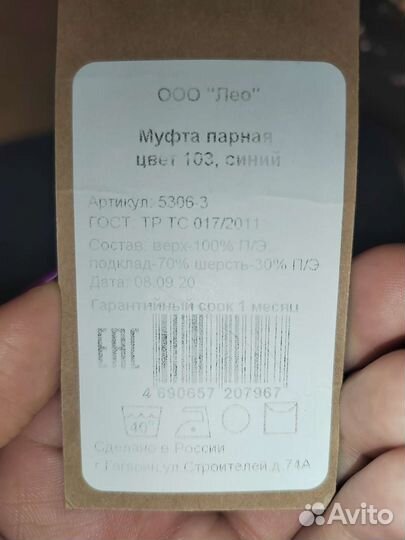 ООО "Лео"
Муфта парная
цвет 103, синий
Артикул: 5306-3
ГОСТ: ТР ТС 017/2011
Состав: верх-100% П/Э,
подклад-70% шерсть-30% П/Э
Дата: 08.09.20
Гарантийный срок 1 месяц
EAC
4 690657 207967
40°
Сделано в России
ул Строителей д.74А
Avito